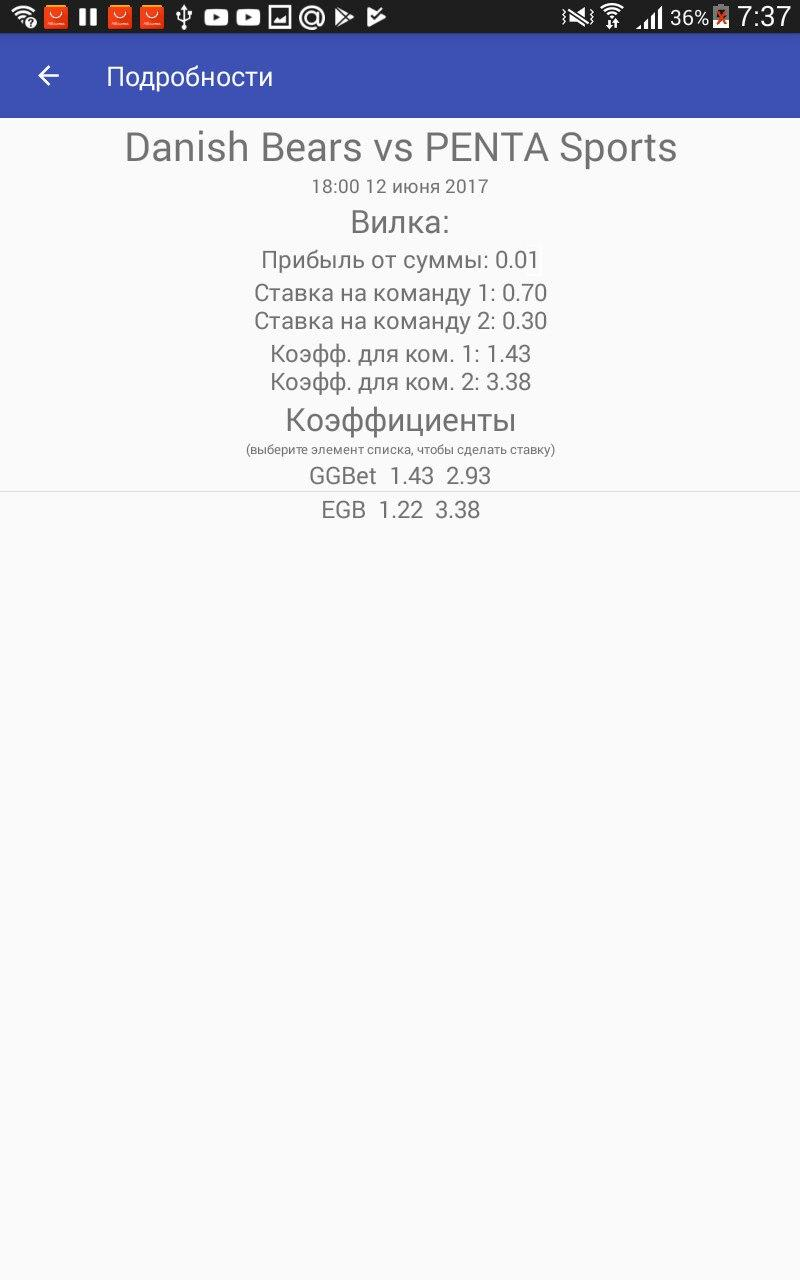 36% 7:37
Подробности
Danish Bears vs PENTA Sports
18:00 12 июня 2017
Вилка:
Прибыль от суммы: 0.01
Ставка на команду 1: 0.70
Ставка на команду 2: 0.30
Коэфф. для ком. 1: 1.43
Коэфф. для ком. 2: 3.38
Коэффициенты
(выберите элемент списка, чтобы сделать ставку)
GGBet 1.43 2.93
EGB 1.22 3.38